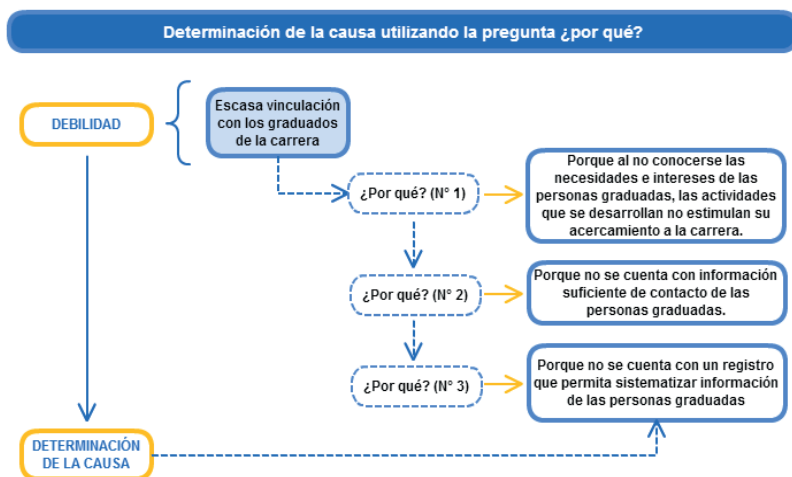 Determinación de la causa utilizando la pregunta ¿por qué?
DEBILIDAD
Escasa vinculación
con los graduados
de la carrera
¿Por qué? (N° 1)
Porque al no conocerse las
necesidades e intereses de las
personas graduadas, las actividades
que se desarrollan no estimulan su
acercamiento a la carrera.
¿Por qué? (N° 2)
Porque no se cuenta con información
suficiente de contacto de las
personas graduadas.
¿Por qué? (N° 3)
Porque no se cuenta con un registro
que permita sistematizar información
de las personas graduadas
DETERMINACIÓN
DE LA CAUSA